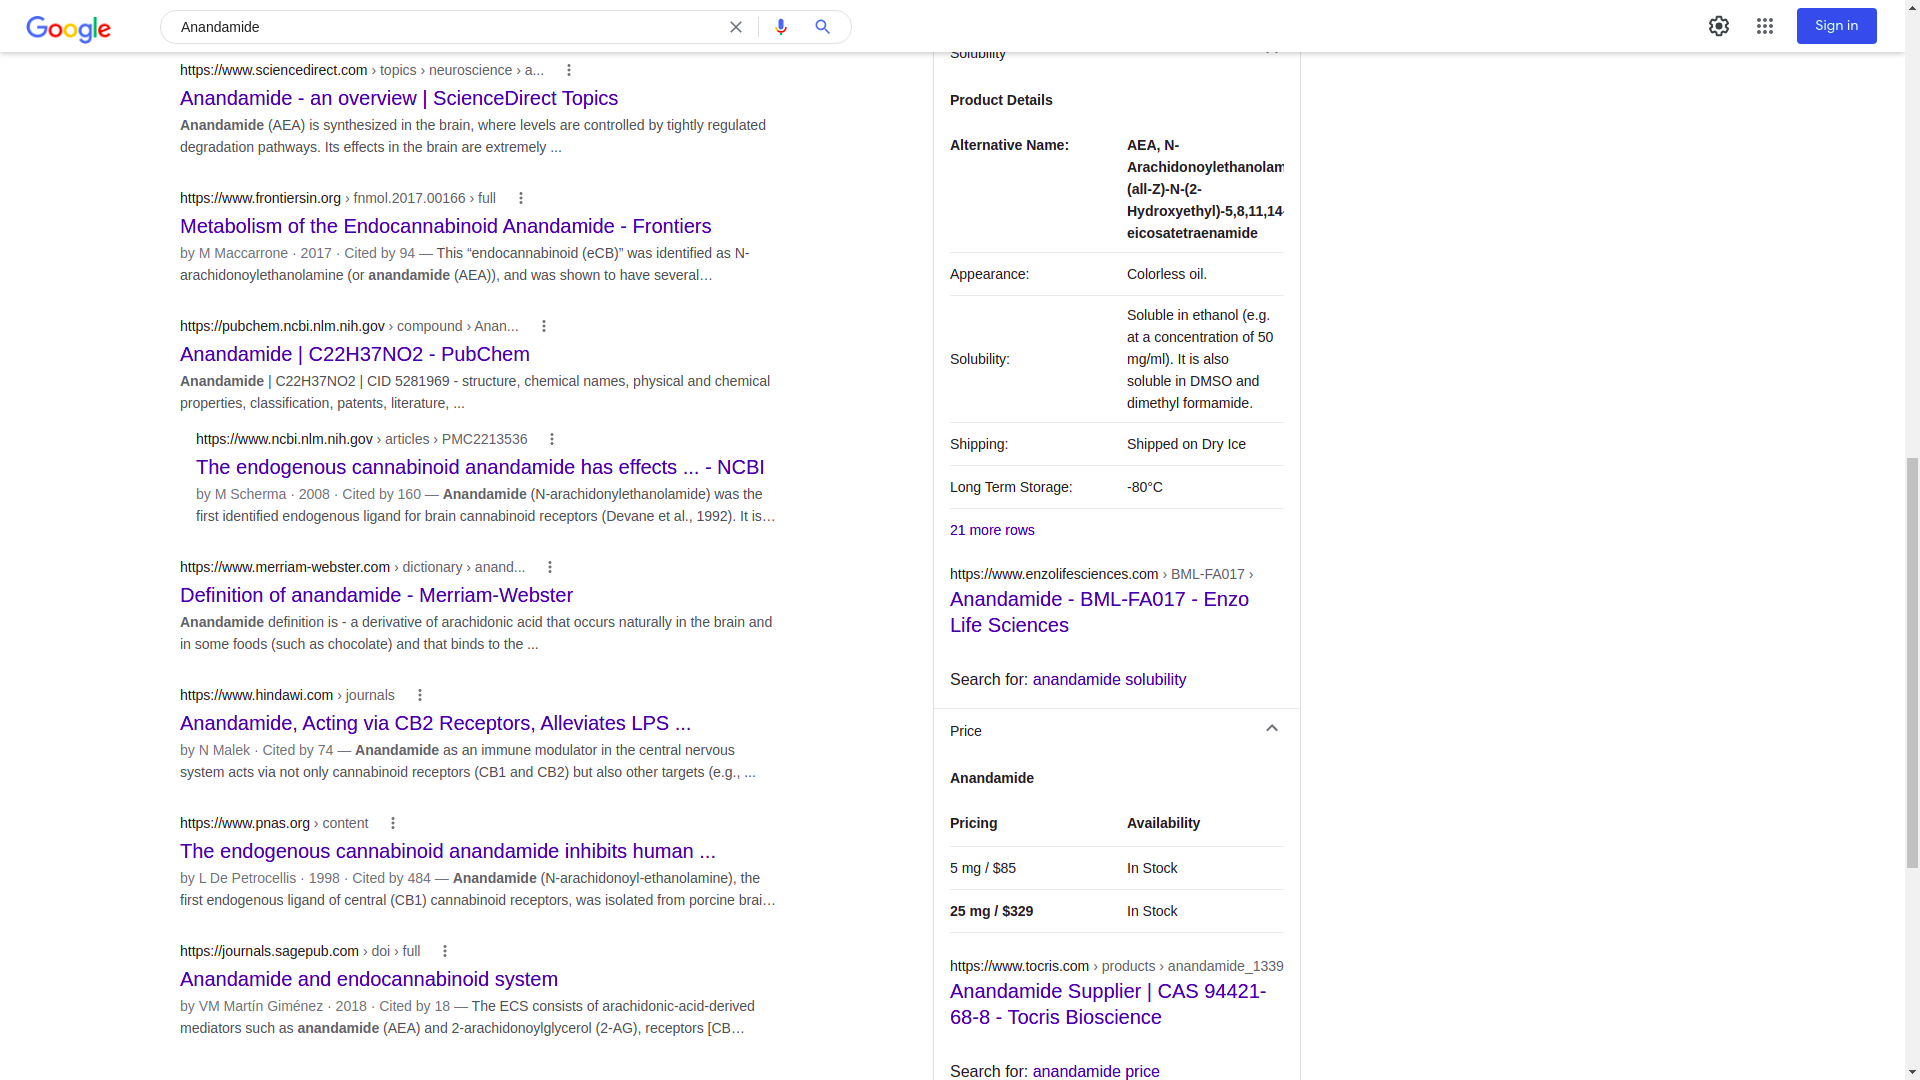 Google
Anandamide
Sign in
https://www.sciencedirect.com › topics › neuroscience › a...
Anandamide - an overview | ScienceDirect Topics
Anandamide (AEA) is synthesized in the brain, where levels are controlled by tightly regulated
degradation pathways. Its effects in the brain are extremely ...
https://www.frontiersin.org › fnmol.2017.00166 › full
Metabolism of the Endocannabinoid Anandamide - Frontiers
by M Maccarrone · 2017 · Cited by 94 — This “endocannabinoid (eCB)” was identified as N-
arachidonoylethanolamine (or anandamide (AEA)), and was shown to have several…
https://pubchem.ncbi.nlm.nih.gov › compound › Anan...
Anandamide | C22H37NO2 - PubChem
Anandamide | C22H37NO2 | CID 5281969 - structure, chemical names, physical and chemical
properties, classification, patents, literature, ...
https://www.ncbi.nlm.nih.gov › articles › PMC2213536
The endogenous cannabinoid anandamide has effects ... - NCBI
by M Scherma · 2008 · Cited by 160 — Anandamide (N-arachidonylethanolamide) was the
first identified endogenous ligand for brain cannabinoid receptors (Devane et al., 1992). It is…
https://www.merriam-webster.com › dictionary › anand...
Definition of anandamide - Merriam-Webster
Anandamide definition is - a derivative of arachidonic acid that occurs naturally in the brain and
in some foods (such as chocolate) and that binds to the ...
https://www.hindawi.com › journals
Anandamide, Acting via CB2 Receptors, Alleviates LPS ...
by N Malek · Cited by 74 — Anandamide as an immune modulator in the central nervous
system acts via not only cannabinoid receptors (CB1 and CB2) but also other targets (e.g., ...
https://www.pnas.org › content
The endogenous cannabinoid anandamide inhibits human ...
by L De Petrocellis · 1998 · Cited by 484 — Anandamide (N-arachidonoyl-ethanolamine), the
first endogenous ligand of central (CB1) cannabinoid receptors, was isolated from porcine brai…
https://journals.sagepub.com › doi › full
Anandamide and endocannabinoid system
by VM Martín Giménez · 2018 · Cited by 18 — The ECS consists of arachidonic-acid-derived
mediators such as anandamide (AEA) and 2-arachidonoylglycerol (2-AG), receptors [CB…
Solubility
Product Details
Alternative Name: AEA, N-
Arachidonoylethanolam
(all-Z)-N-(2-
Hydroxyethyl)-5,8,11,14-
eicosatetraenamide
Appearance: Colorless oil.
Solubility: Soluble in ethanol (e.g.
at a concentration of 50
mg/ml). It is also
soluble in DMSO and
dimethyl formamide.
Shipping: Shipped on Dry Ice
Long Term Storage: -80°C
21 more rows
https://www.enzolifesciences.com › BML-FA017 ›
Anandamide - BML-FA017 - Enzo
Life Sciences
Search for: anandamide solubility
Price
Anandamide
Pricing Availability
5 mg / $85 In Stock
25 mg / $329 In Stock
https://www.tocris.com › products › anandamide_1339
Anandamide Supplier | CAS 94421-
68-8 - Tocris Bioscience
Search for: anandamide price